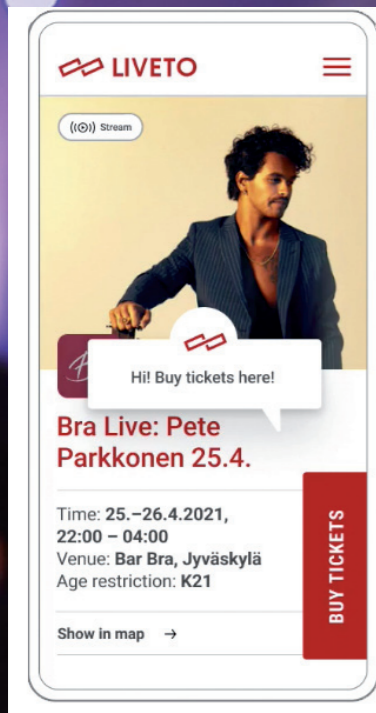 LIVETO
Stream
Hi! Buy tickets here!
Bra Live: Pete
Parkkonen 25.4.
Time: 25.–26.4.2021,
22:00 – 04:00
Venue: Bar Bra, Jyväskylä
Age restriction: K21
BUY TICKETS
Show in map →